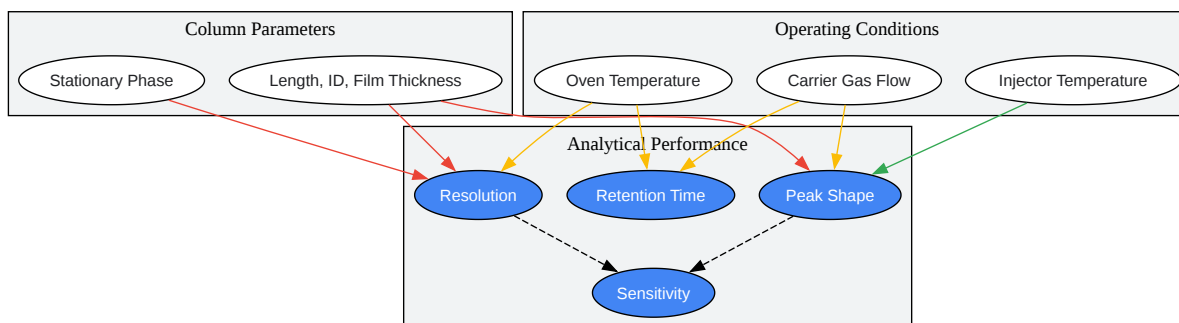 Column Parameters
Operating Conditions
Stationary Phase
Length, ID, Film Thickness
Oven Temperature
Carrier Gas Flow
Injector Temperature
Analytical Performance
Resolution
Retention Time
Peak Shape
Sensitivity